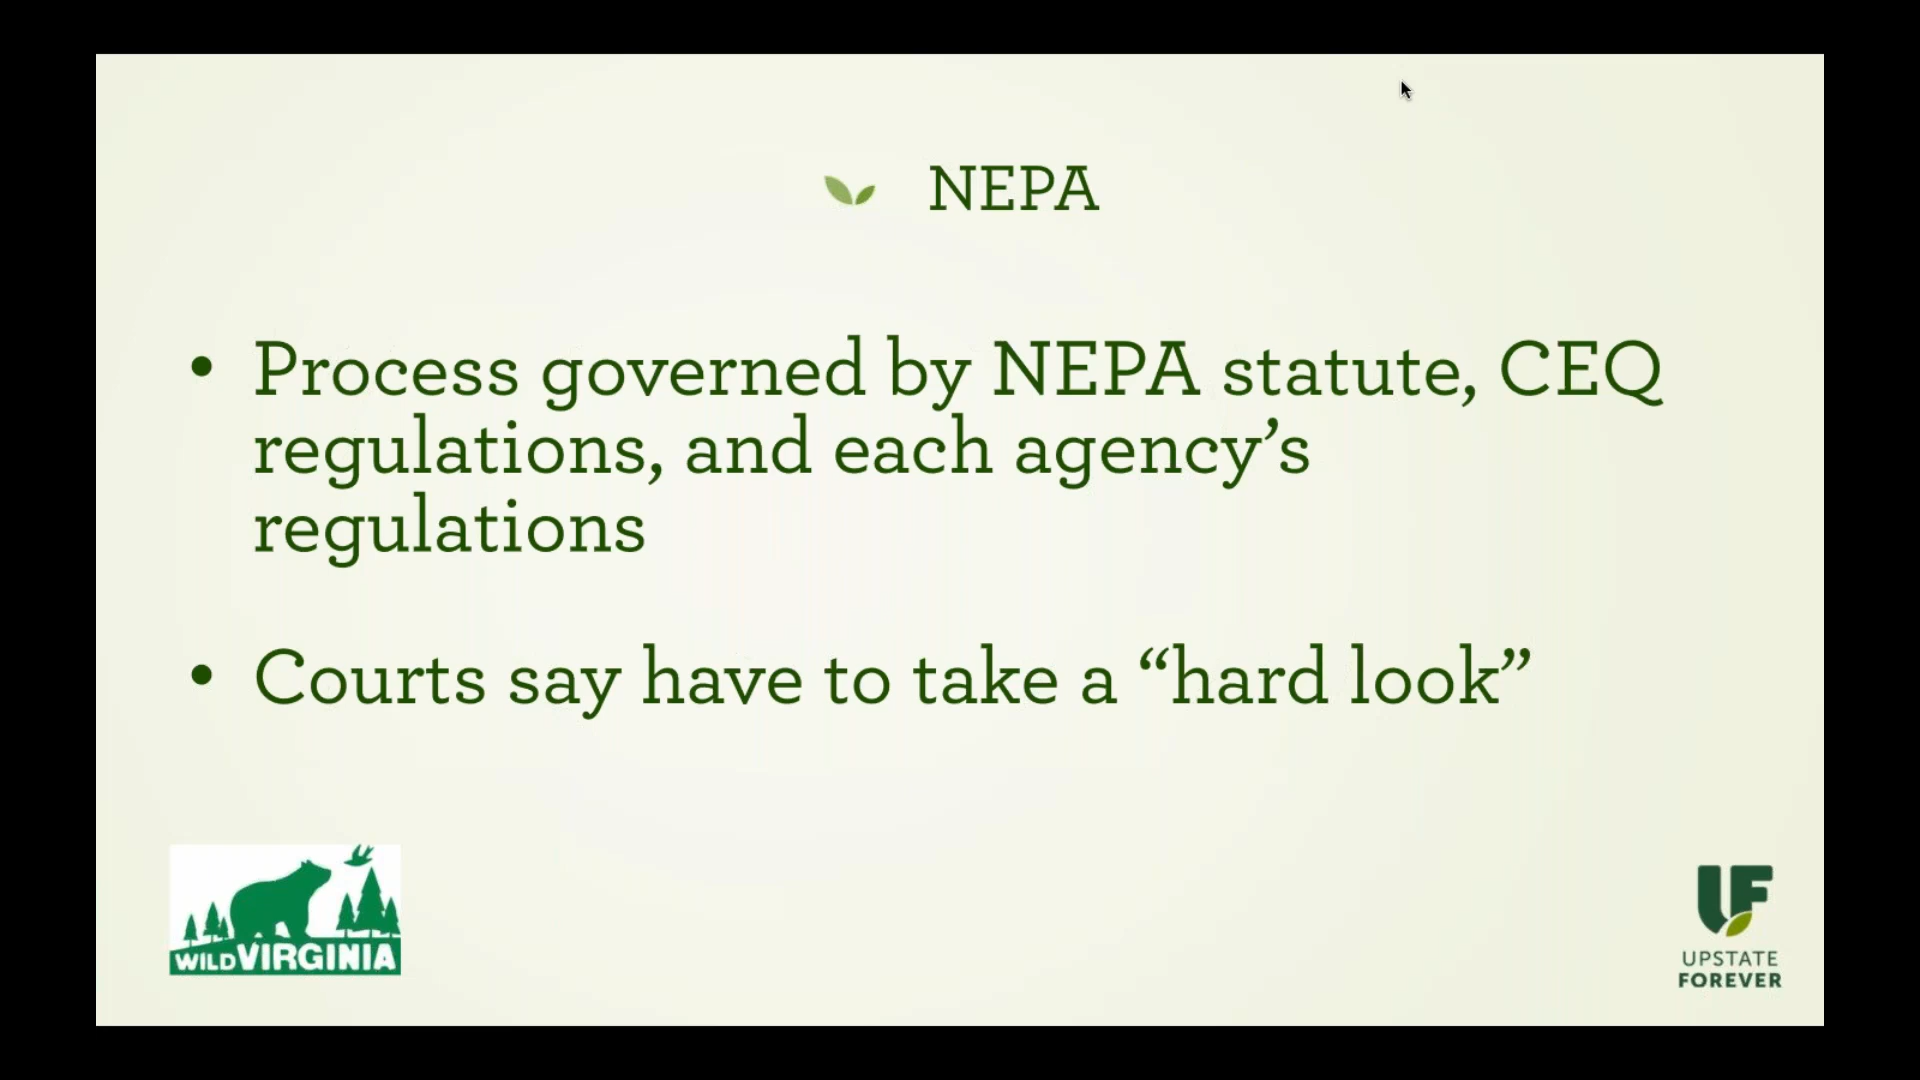 NEPA
• Process governed by NEPA statute, CEQ
regulations, and each agency’s
regulations
• Courts say have to take a “hard look”
WILD VIRGINIA
UF
UPSTATE
FOREVER